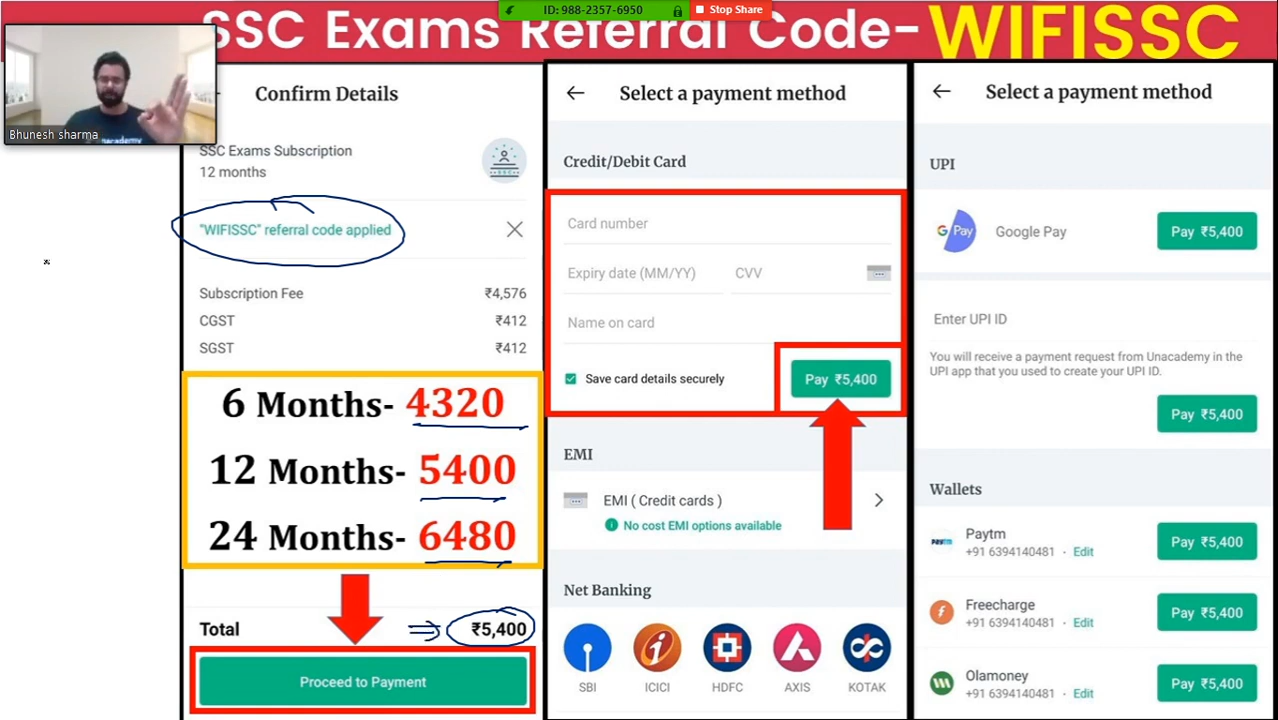 ID: 988-2357-6950
Stop Share
SSC Exams Referral Code-WIFISSC
Bhunesh sharma
unacademy
Confirm Details
SSC Exams Subscription
12 months
"WIFISSC" referral code applied
Subscription Fee ₹4,576
CGST ₹412
SGST ₹412
6 Months- 4320
12 Months- 5400
24 Months- 6480
Total ₹5,400
Proceed to Payment
Select a payment method
Credit/Debit Card
Card number
Expiry date (MM/YY) CVV
Name on card
Save card details securely Pay ₹5,400
EMI
EMI ( Credit cards )
No cost EMI options available
Net Banking
SBI ICICI HDFC AXIS KOTAK
Select a payment method
UPI
G Pay Google Pay Pay ₹5,400
Enter UPI ID
You will receive a payment request from Unacademy in the
UPI app that you used to create your UPI ID.
Pay ₹5,400
Wallets
Paytm Paytm Pay ₹5,400
+91 6394140481 · Edit
Freecharge Pay ₹5,400
+91 6394140481 · Edit
Olamoney Pay ₹5,400
+91 6394140481 · Edit